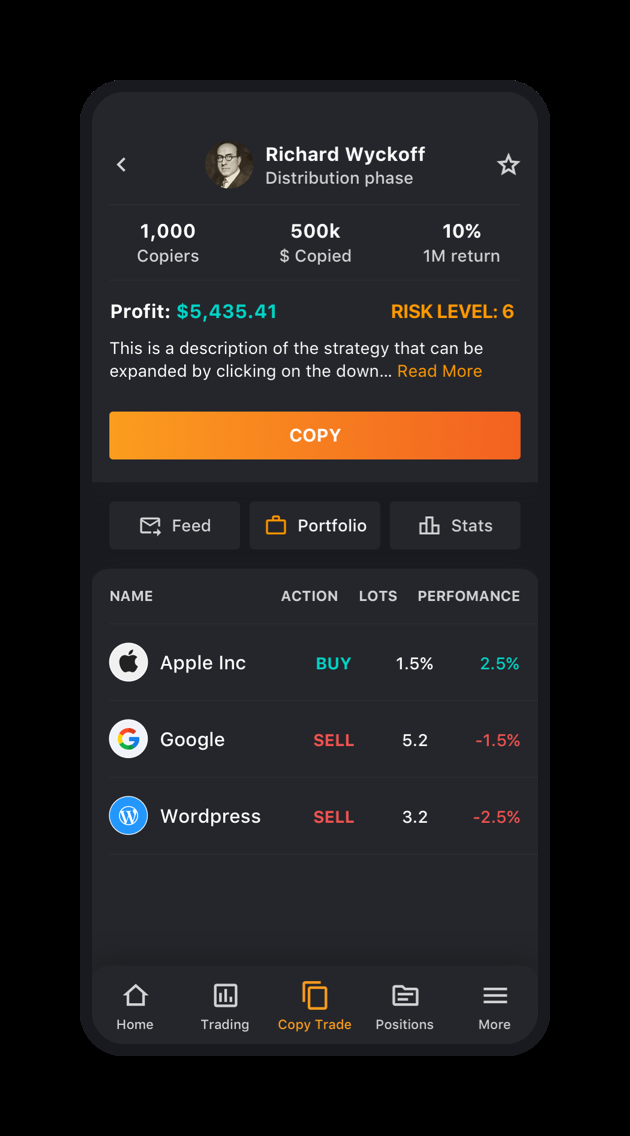 Richard Wyckoff
Distribution phase
1,000 500k 10%
Copiers $ Copied 1M return
Profit: $5,435.41 RISK LEVEL: 6
This is a description of the strategy that can be
expanded by clicking on the down... Read More
COPY
Feed Portfolio Stats
NAME ACTION LOTS PERFOMANCE
Apple Inc BUY 1.5% 2.5%
Google SELL 5.2 -1.5%
Wordpress SELL 3.2 -2.5%
Home Trading Copy Trade Positions More